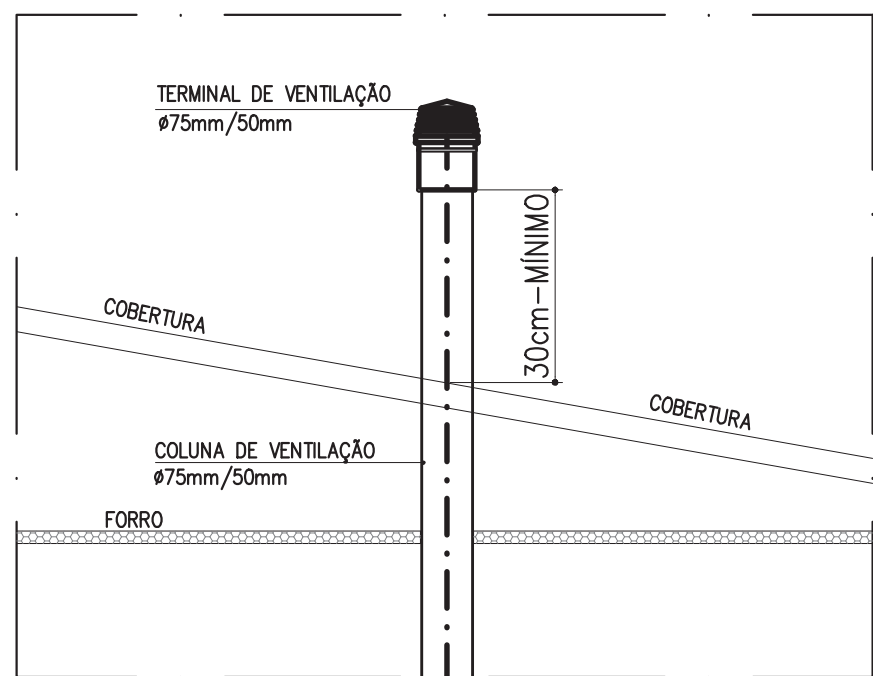 TERMINAL DE VENTILAÇÃO
ø75mm/50mm
30cm-MÍNIMO
COBERTURA
COBERTURA
COLUNA DE VENTILAÇÃO
ø75mm/50mm
FORRO